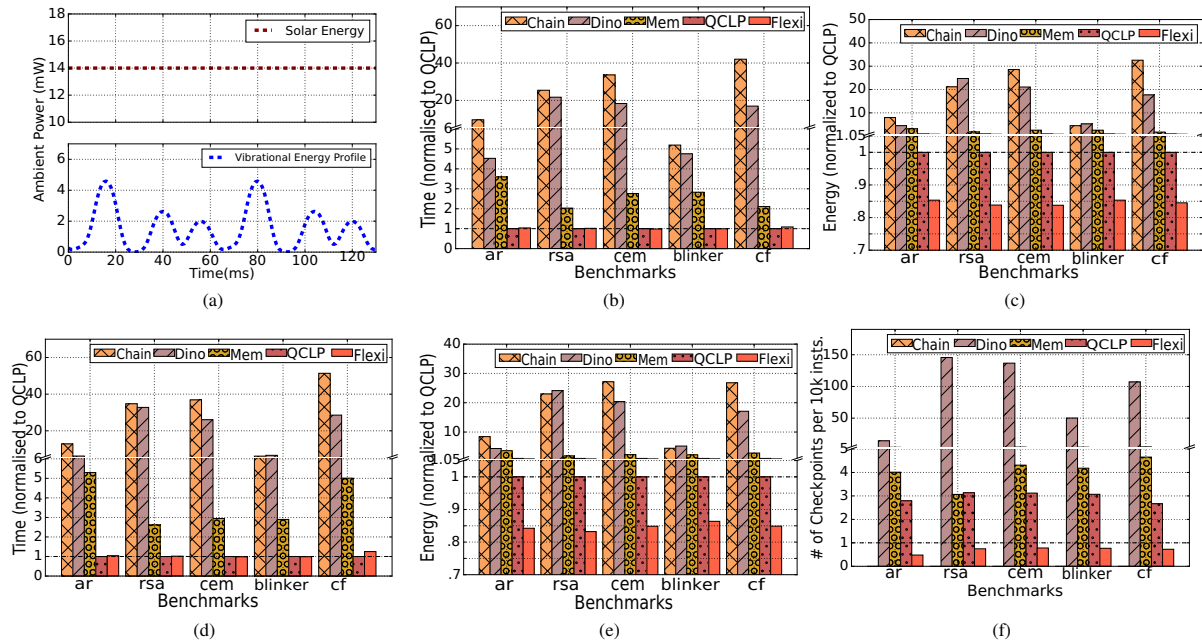 18
16
14
12
10
Solar Energy
6
4
2
0
Vibrational Energy Profile
Ambient Power (mW)
0 20 40 60 80 100 120
Time(ms)
(a)
60
40
20
6
5
4
3
2
1
0
Time (normalised to QCLP)
Chain Dino Mem QCLP Flexi
ar rsa cem blinker cf
Benchmarks
(b)
50
40
30
20
10
1.05
1
.9
.8
.7
Energy (normalized to QCLP)
Chain Dino Mem QCLP Flexi
ar rsa cem blinker cf
Benchmarks
(c)
60
40
20
6
5
4
3
2
1
0
Time (normalised to QCLP)
Chain Dino Mem QCLP Flexi
ar rsa cem blinker cf
Benchmarks
(d)
40
30
20
10
1.05
1
.9
.8
.7
Energy (normalized to QCLP)
Chain Dino Mem QCLP Flexi
ar rsa cem blinker cf
Benchmarks
(e)
150
100
50
5
4
3
2
1
0
# of Checkpoints per 10k insts.
Chain Dino Mem QCLP Flexi
ar rsa cem blinker cf
Benchmarks
(f)